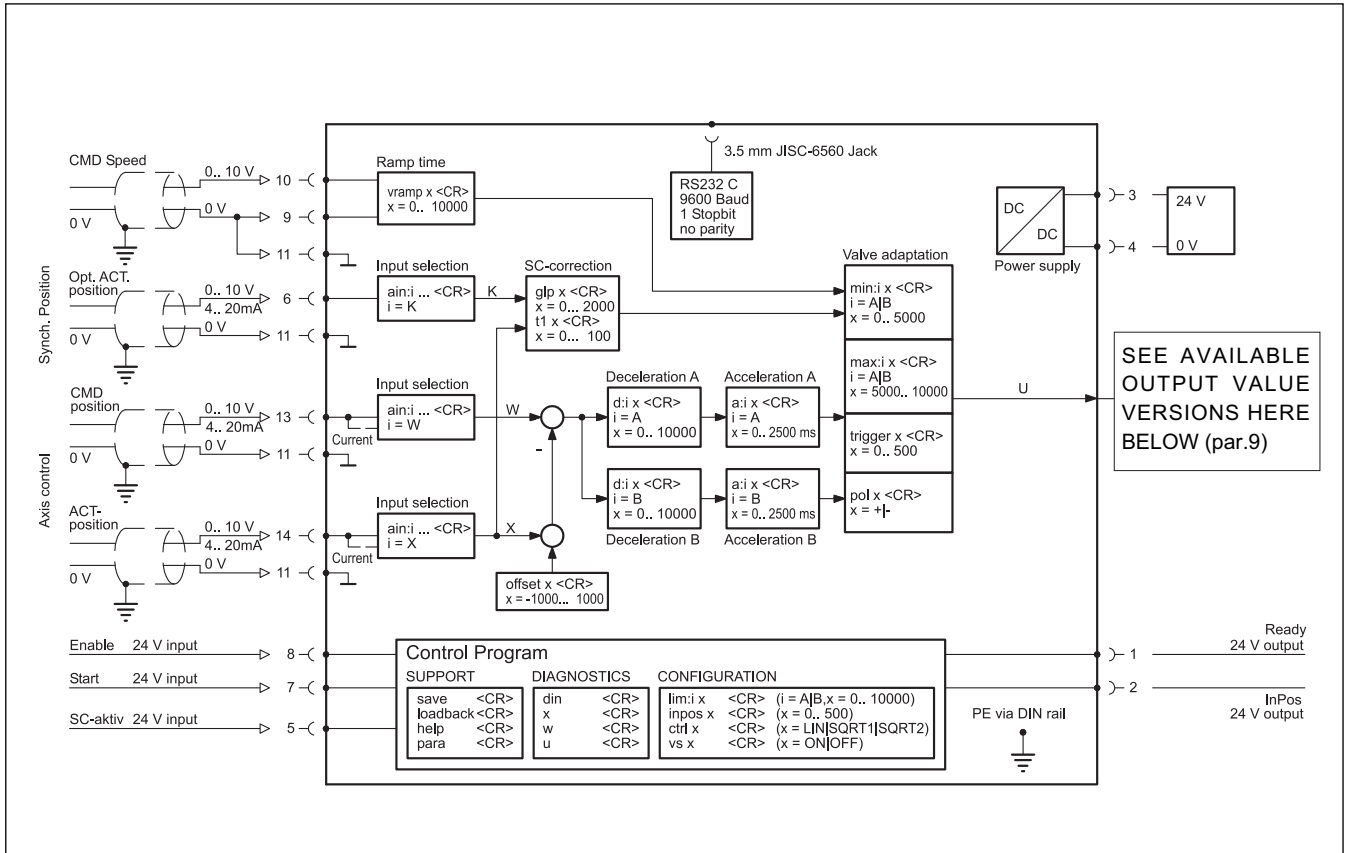 3.5 mm JISC-6560 Jack
RS232 C
9600 Baud
1 Stopbit
no parity
CMD Speed
0.. 10 V
10
0 V
0 V
9
11
Ramp time
vramp x <CR>
x = 0.. 10000
DC
DC
Power supply
3
4
24 V
0 V
Synch. Position
Opt. ACT.
position
0.. 10 V
4.. 20mA
6
0 V
0 V
11
Input selection
ain:i ... <CR>
i = K
K
SC-correction
glp x <CR>
x = 0... 2000
t1 x <CR>
x = 0... 100
Valve adaptation
min:i x <CR>
i = A|B
x = 0.. 5000
max:i x <CR>
i = A|B
x = 5000.. 10000
trigger x <CR>
x = 0.. 500
pol x <CR>
x = +|-
U
SEE AVAILABLE
OUTPUT VALUE
VERSIONS HERE
BELOW (par.9)
Axis control
CMD
position
0.. 10 V
4.. 20mA
13
Current
0 V
0 V
11
Input selection
ain:i ... <CR>
i = W
W
-
Deceleration A
d:i x <CR>
i = A
x = 0.. 10000
Acceleration A
a:i x <CR>
i = A
x = 0.. 2500 ms
d:i x <CR>
i = B
x = 0.. 10000
Deceleration B
a:i x <CR>
i = B
x = 0.. 2500 ms
Acceleration B
ACT-
position
0.. 10 V
4.. 20mA
14
Current
0 V
0 V
11
Input selection
ain:i ... <CR>
i = X
X
offset x <CR>
x = -1000... 1000
Enable 24 V input
8
Start 24 V input
7
SC-aktiv 24 V input
5
Control Program
SUPPORT
save <CR>
loadback <CR>
help <CR>
para <CR>
DIAGNOSTICS
din <CR>
x <CR>
w <CR>
u <CR>
CONFIGURATION
lim:i x <CR> (i = A|B,x = 0.. 10000)
inpos x <CR> (x = 0.. 500)
ctrl x <CR> (x = LIN|SQRT1|SQRT2)
vs x <CR> (x = ON|OFF)
PE via DIN rail
1
Ready
24 V output
2
InPos
24 V output